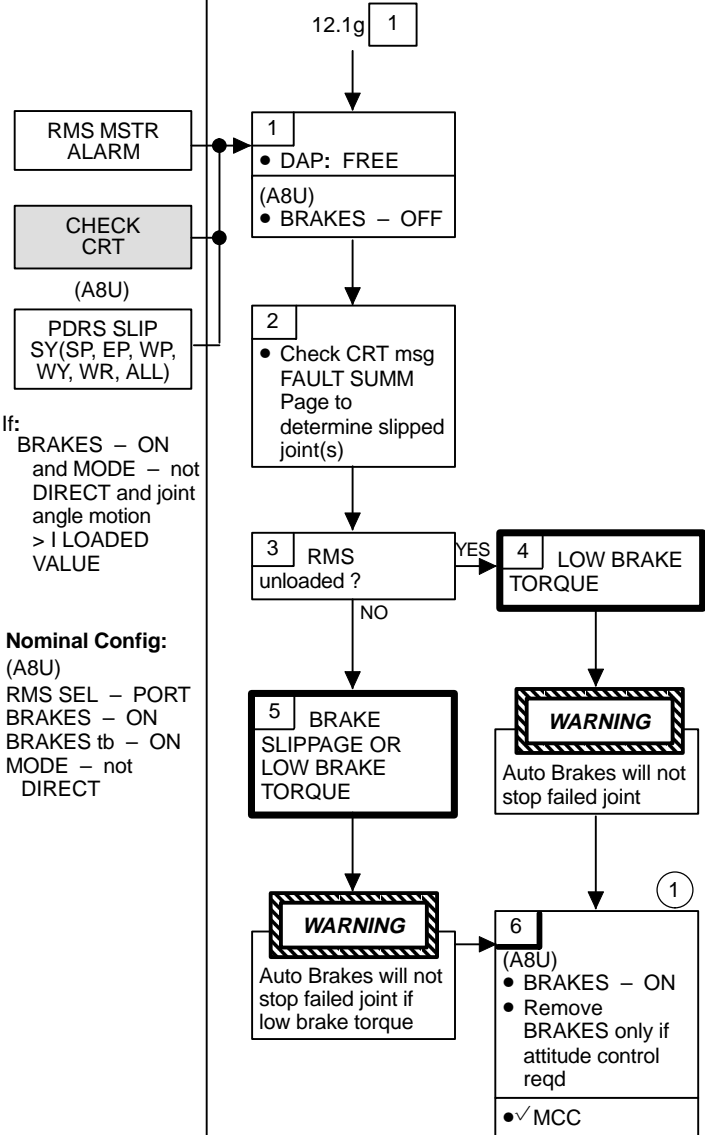 12.1g 1
RMS MSTR
ALARM
CHECK
CRT
(A8U)
PDRS SLIP
SY(SP, EP, WP,
WY, WR, ALL)
If:
BRAKES – ON
and MODE – not
DIRECT and joint
angle motion
> I LOADED
VALUE
Nominal Config:
(A8U)
RMS SEL – PORT
BRAKES – ON
BRAKES tb – ON
MODE – not
DIRECT
1
• DAP: FREE
(A8U)
• BRAKES – OFF
2
• Check CRT msg
FAULT SUMM
Page to
determine slipped
joint(s)
3 RMS
unloaded ?
YES
NO
4 LOW BRAKE
TORQUE
WARNING
Auto Brakes will not
stop failed joint
5 BRAKE
SLIPPAGE OR
LOW BRAKE
TORQUE
WARNING
Auto Brakes will not
stop failed joint if
low brake torque
1
6
(A8U)
• BRAKES – ON
• Remove
BRAKES only if
attitude control
reqd
•√MCC